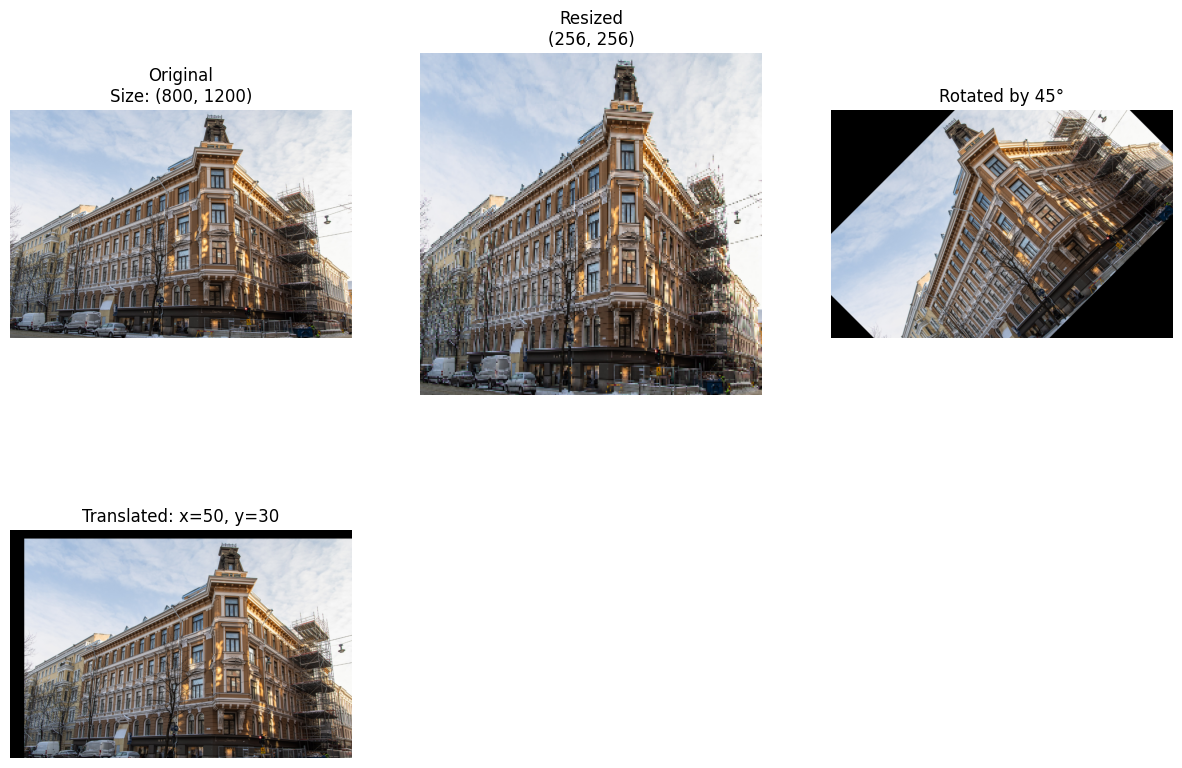 Original
Size: (800, 1200)
Resized
(256, 256)
Rotated by 45°
Translated: x=50, y=30